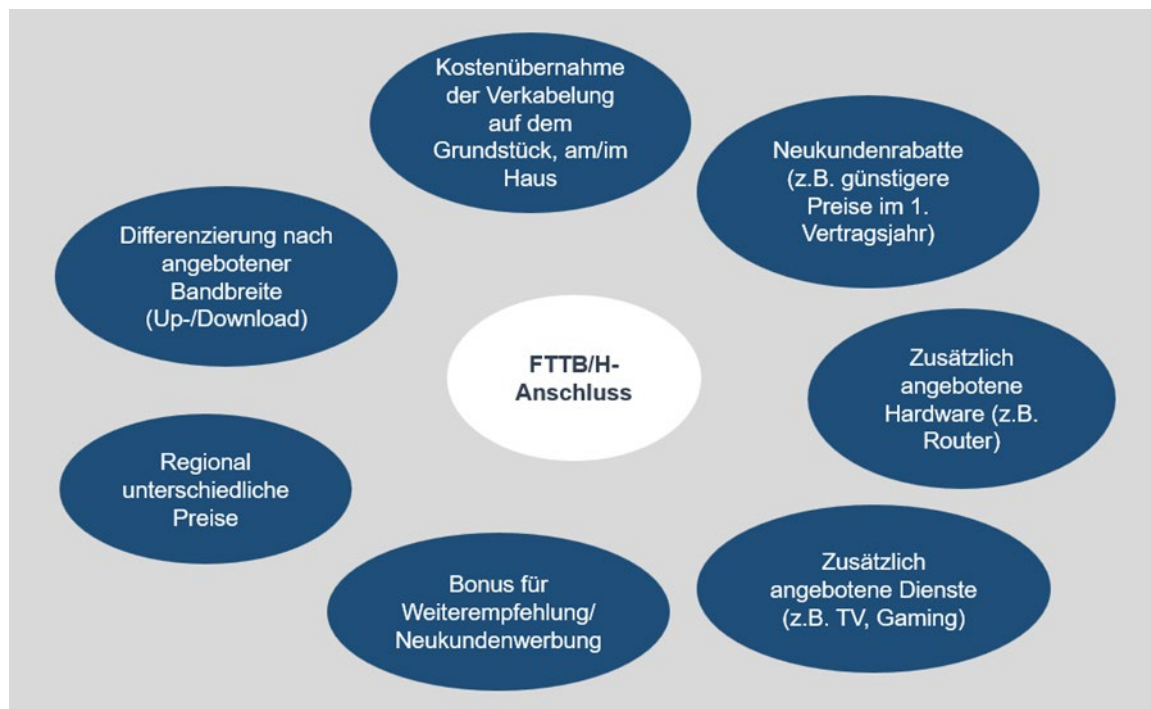 Kostenübernahme
der Verkabelung
auf dem
Grundstück, am/im
Haus
Neukundenrabatte
(z.B. günstigere
Preise im 1.
Vertragsjahr)
Differenzierung nach
angebotener
Bandbreite
(Up-/Download)
FTTB/H-
Anschluss
Zusätzlich
angebotene
Hardware (z.B.
Router)
Regional
unterschiedliche
Preise
Zusätzlich
angebotene Dienste
(z.B. TV, Gaming)
Bonus für
Weiterempfehlung/
Neukundenwerbung